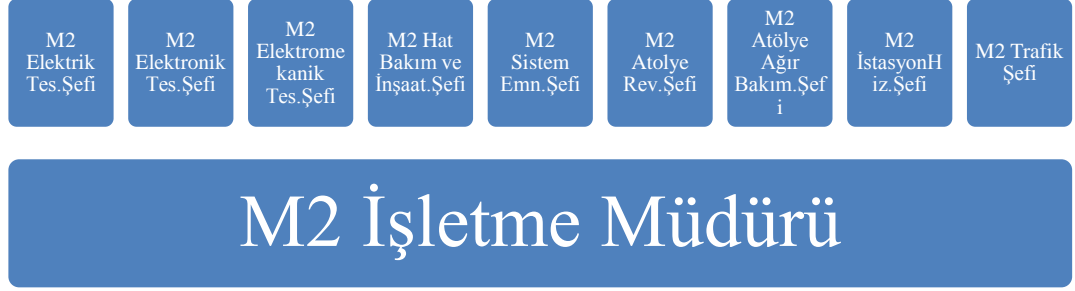 M2
Elektrik
Tes.Şefi
M2
Elektronik
Tes.Şefi
M2
Elektrome
kanik
Tes.Şefi
M2 Hat
Bakım ve
İnşaat.Şefi
M2
Sistem
Emn.Şefi
M2
Atolye
Rev.Şefi
M2
Atölye
Ağır
Bakım.Şef
i
M2
İstasyonH
iz.Şefi
M2 Trafik
Şefi
M2 İşletme Müdürü